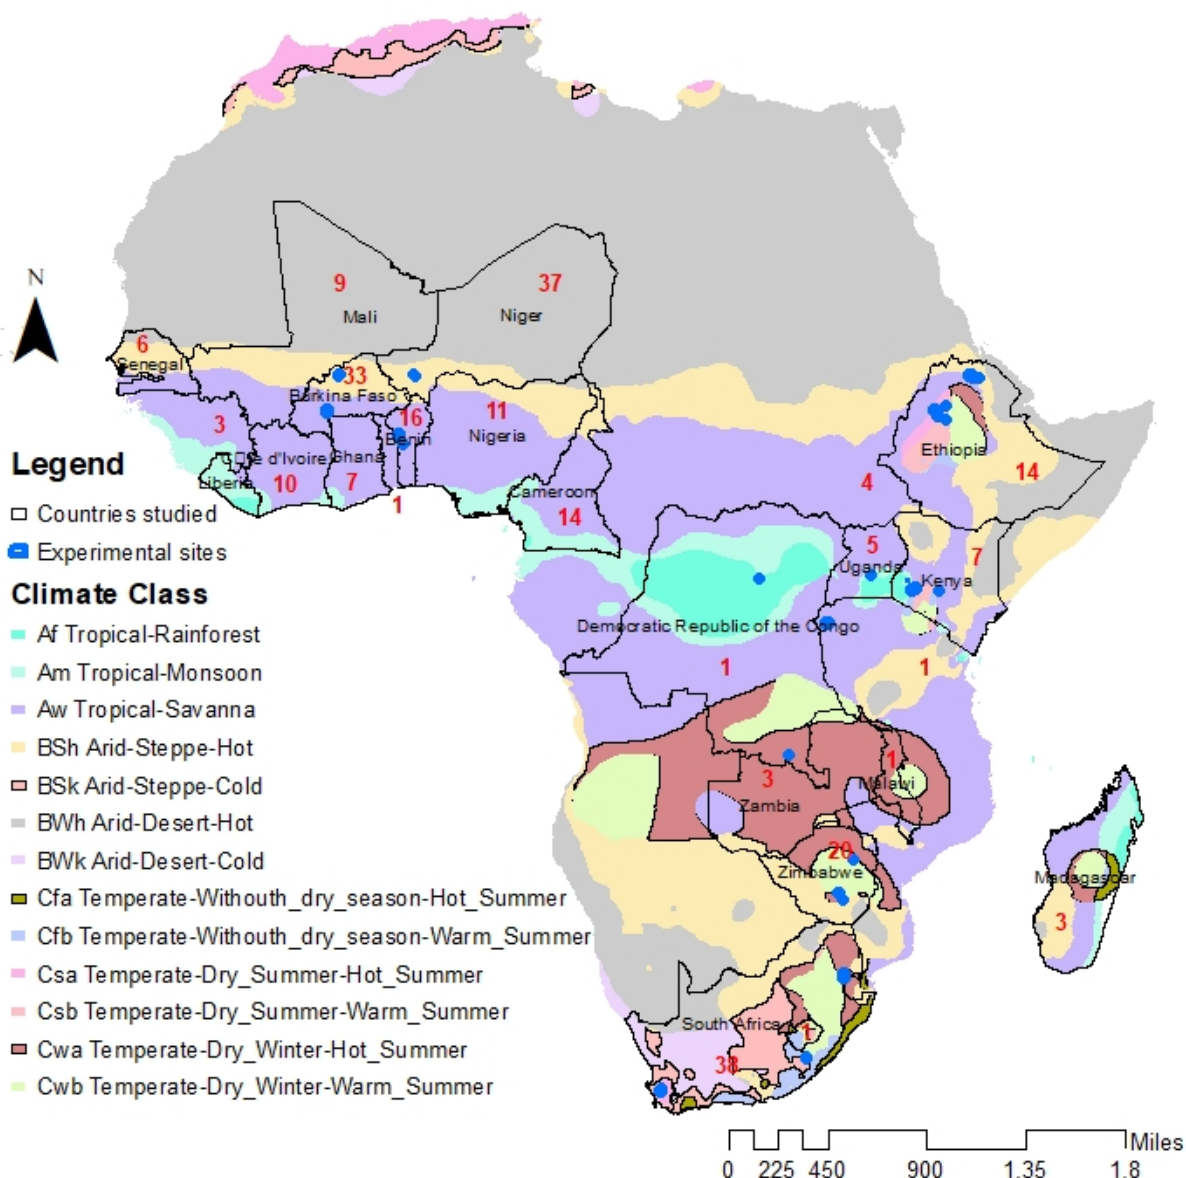 N
9
37
Mali
Niger
6
Senegal
33
Burkina Faso
16
11
3
Benin
Nigeria
Ethiopia
14
Côte d'Ivoire
Ghana
Liberia
10
7
1
4
Cameroon
14
5
7
Uganda
Kenya
Democratic Republic of the Congo
1
1
3
1
Malawi
Zambia
20
Zimbabwe
Madagascar
3
South Africa
1
38
Legend
Countries studied
Experimental sites
Climate Class
Af Tropical-Rainforest
Am Tropical-Monsoon
Aw Tropical-Savanna
BSh Arid-Steppe-Hot
BSk Arid-Steppe-Cold
BWh Arid-Desert-Hot
BWk Arid-Desert-Cold
Cfa Temperate-Withouth_dry_season-Hot_Summer
Cfb Temperate-Withouth_dry_season-Warm_Summer
Csa Temperate-Dry_Summer-Hot_Summer
Csb Temperate-Dry_Summer-Warm_Summer
Cwa Temperate-Dry_Winter-Hot_Summer
Cwb Temperate-Dry_Winter-Warm_Summer
Miles
0 225 450 900 1.35 1.8